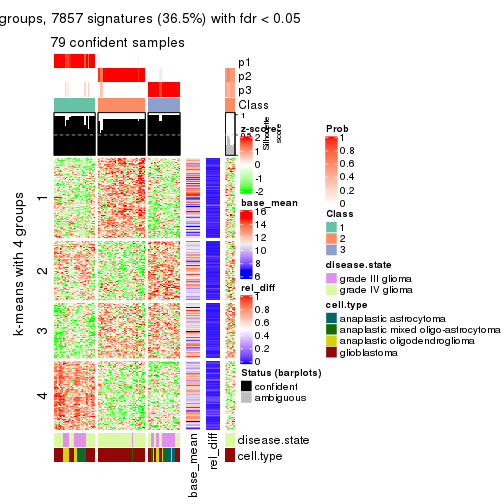 groups, 7857 signatures (36.5%) with fdr < 0.05
79 confident samples
p1
p2
p3
Class
1
Silhouette
score
k-means with 4 groups
1
2
3
4
disease.state
cell.type
base_mean
rel_diff
z-score
2
1
0
-1
-2
base_mean
16
14
12
10
8
6
rel_diff
1
0.8
0.6
0.4
0.2
0
Status (barplots)
confident
ambiguous
Prob
1
0.8
0.6
0.4
0.2
0
Class
1
2
3
disease.state
grade III glioma
grade IV glioma
cell.type
anaplastic astrocytoma
anaplastic mixed oligo-astrocytoma
anaplastic oligodendroglioma
glioblastoma